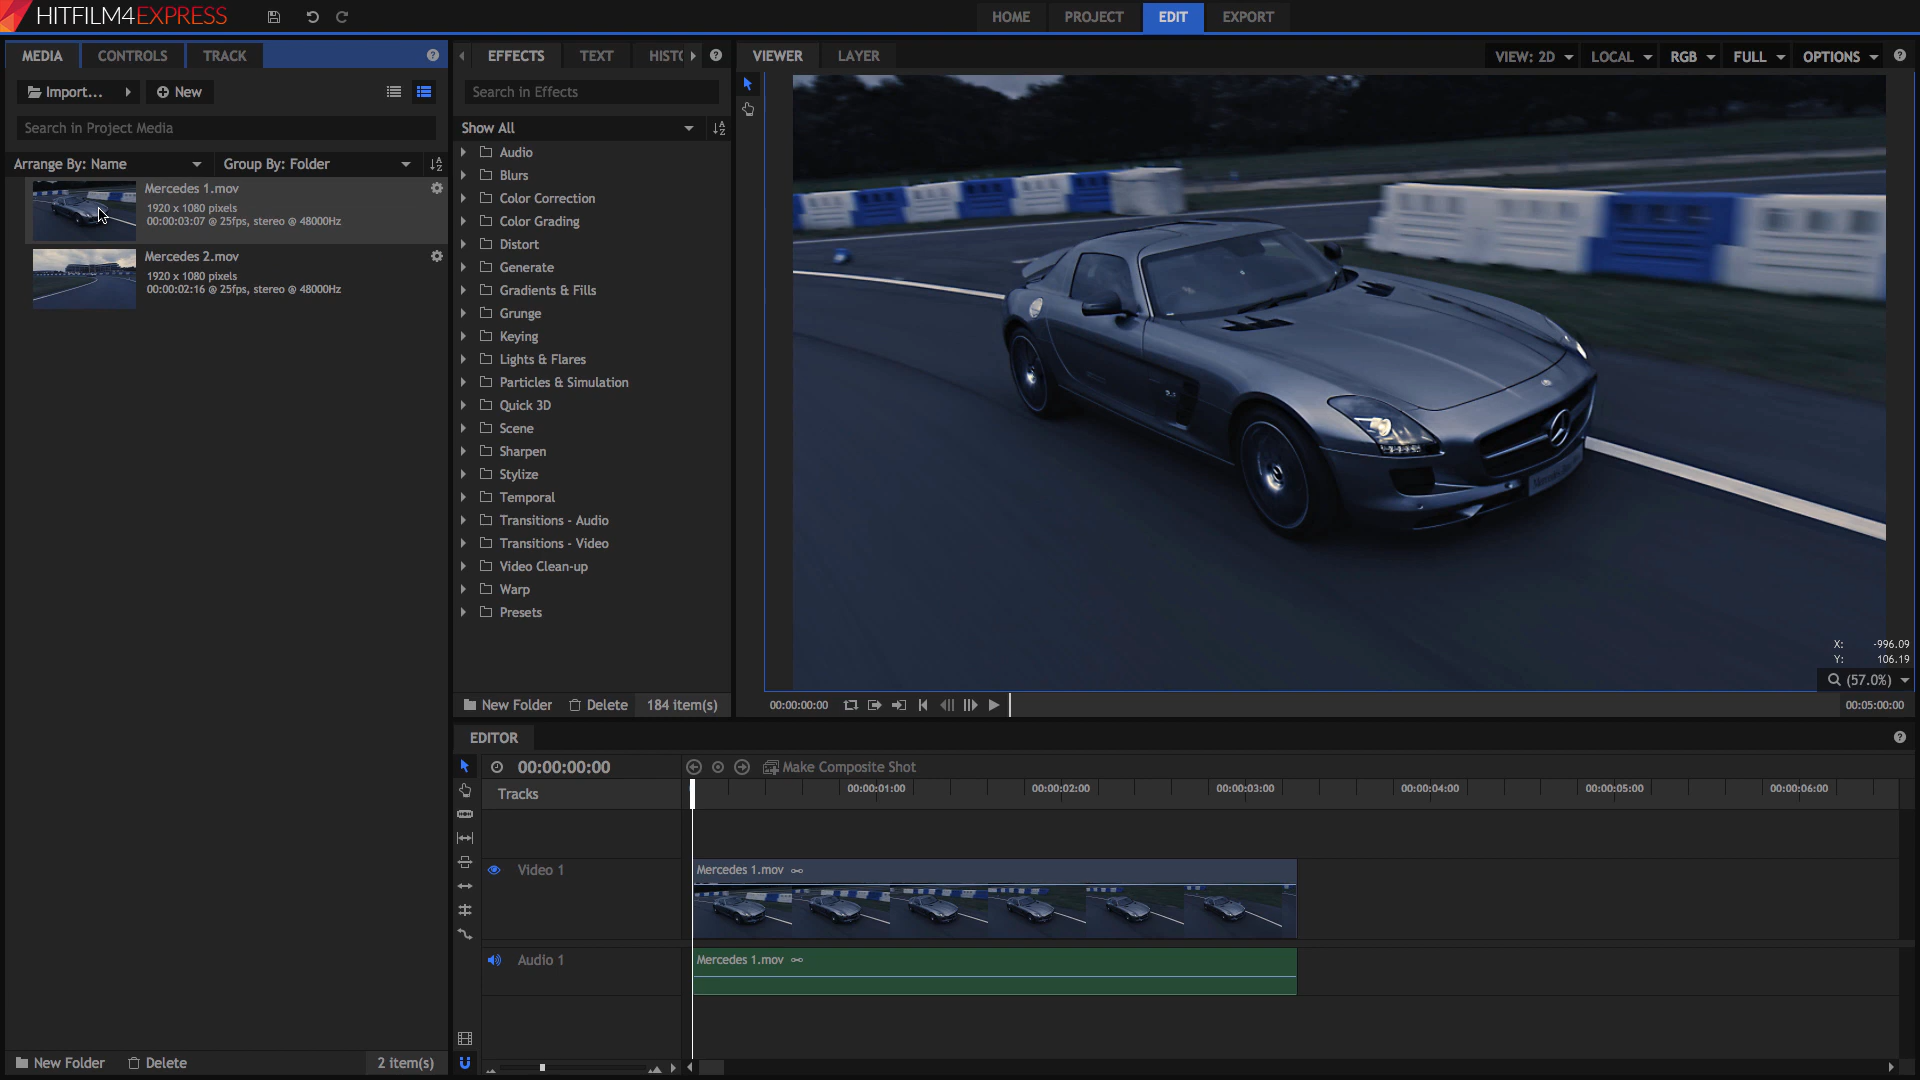 HITFILM4EXPRESS
HOME
PROJECT
EDIT
EXPORT
MEDIA
CONTROLS
TRACK
EFFECTS
TEXT
HISTO
VIEWER
LAYER
VIEW: 2D
LOCAL
RGB
FULL
OPTIONS
Import...
New
Search in Project Media
Arrange By: Name
Group By: Folder
Mercedes 1.mov
1920 x 1080 pixels
00:00:03:07 @ 25fps, stereo @ 48000Hz
Mercedes 2.mov
1920 x 1080 pixels
00:00:02:16 @ 25fps, stereo @ 48000Hz
New Folder
Delete
2 item(s)
Search in Effects
Show All
Audio
Blurs
Color Correction
Color Grading
Distort
Generate
Gradients & Fills
Grunge
Keying
Lights & Flares
Particles & Simulation
Quick 3D
Scene
Sharpen
Stylize
Temporal
Transitions - Audio
Transitions - Video
Video Clean-up
Warp
Presets
New Folder
Delete
184 item(s)
X: -996.09
Y: 106.19
(57.0%)
00:00:00:00
00:05:00:00
EDITOR
00:00:00:00
Make Composite Shot
Tracks
00:00:01:00
00:00:02:00
00:00:03:00
00:00:04:00
00:00:05:00
00:00:06:00
Video 1
Mercedes 1.mov
Audio 1
Mercedes 1.mov